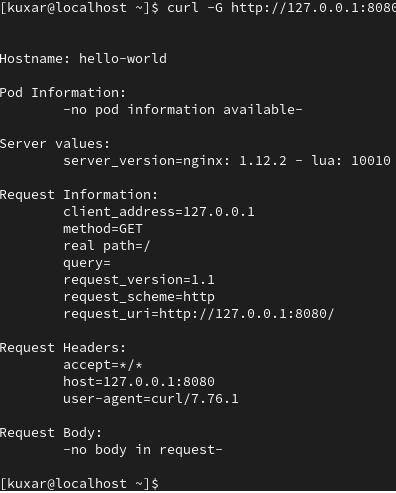 [kuxar@localhost ~]$ curl -G http://127.0.0.1:8080
Hostname: hello-world
Pod Information:
-no pod information available-
Server values:
server_version=nginx: 1.12.2 - lua: 10010
Request Information:
client_address=127.0.0.1
method=GET
real path=/
query=
request_version=1.1
request_scheme=http
request_uri=http://127.0.0.1:8080/
Request Headers:
accept=*/*
host=127.0.0.1:8080
user-agent=curl/7.76.1
Request Body:
-no body in request-
[kuxar@localhost ~]$